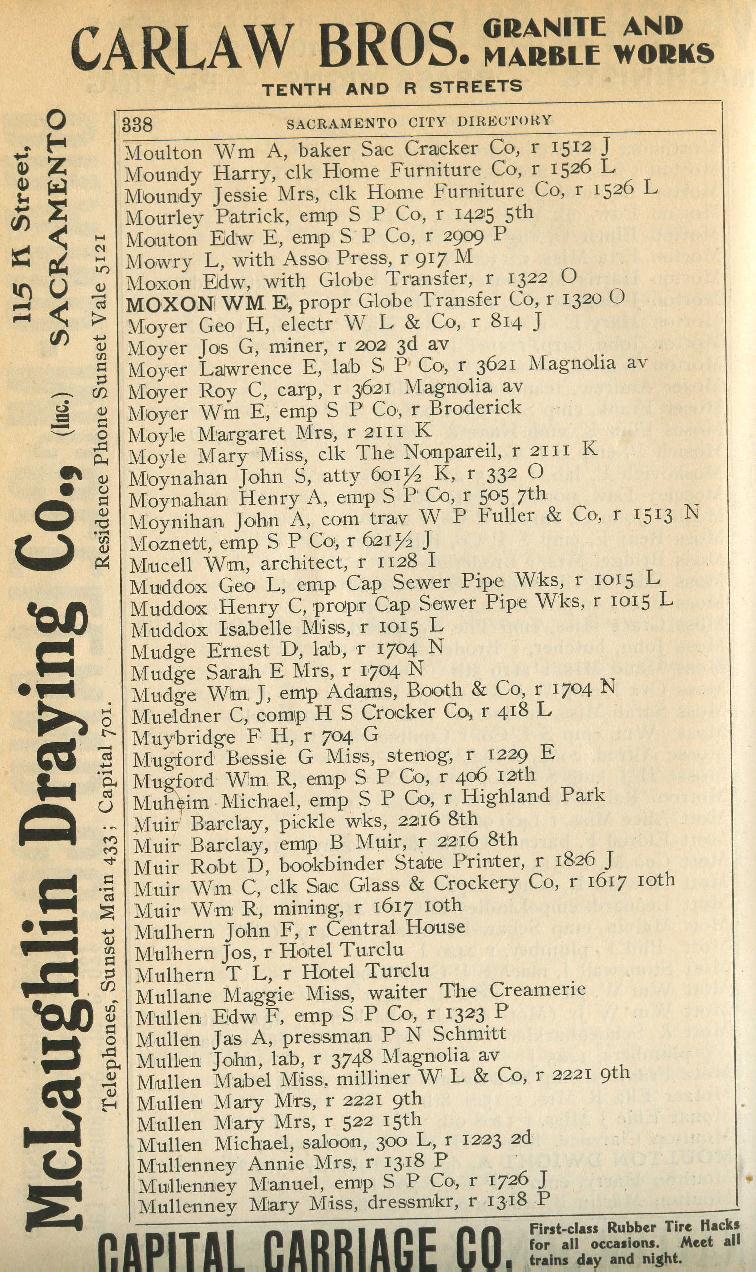 CARLAW BROS. GRANITE AND MARBLE WORKS
TENTH AND R STREETS
338 SACRAMENTO CITY DIRECTORY
Moulton Wm A, baker Sac Cracker Co, r 1512 J
Moundy Harry, clk Home Furniture Co, r 1526 L
Moundy Jessie Mrs, clk Home Furniture Co, r 1526 L
Mourley Patrick, emp S P Co, r 1425 5th
Mouton Edw E, emp S P Co, r 2909 P
Mowry L, with Asso Press, r 917 M
Moxon Edw, with Globe Transfer, r 1322 O
MOXON WM E, propr Globe Transfer Co, r 1320 O
Moyer Geo H, electr W L & Co, r 814 J
Moyer Jos G, miner, r 202 3d av
Moyer Lawrence E, lab S P Co, r 3621 Magnolia av
Moyer Roy C, carp, r 3621 Magnolia av
Moyer Wm E, emp S P Co, r Broderick
Moyle Margaret Mrs, r 2111 K
Moyle Mary Miss, clk The Nonpareil, r 2111 K
Moynahan John S, atty 601½ K, r 332 O
Moynahan Henry A, emp S P Co, r 505 7th
Moynihan John A, com trav W P Fuller & Co, r 1513 N
Moznett, emp S P Co, r 621½ J
Mucell Wm, architect, r 1128 I
Muddox Geo L, emp Cap Sewer Pipe Wks, r 1015 L
Muddox Henry C, propr Cap Sewer Pipe Wks, r 1015 L
Muddox Isabelle Miss, r 1015 L
Mudge Ernest D, lab, r 1704 N
Mudge Sarah E Mrs, r 1704 N
Mudge Wm J, emp Adams, Booth & Co, r 1704 N
Mueldner C, comp H S Crocker Co, r 418 L
Muybridge F H, r 704 G
Mugford Bessie G Miss, stenog, r 1229 E
Mugford Wm R, emp S P Co, r 406 12th
Muheim Michael, emp S P Co, r Highland Park
Muir Barclay, pickle wks, 2216 8th
Muir Barclay, emp B Muir, r 2216 8th
Muir Robt D, bookbinder State Printer, r 1826 J
Muir Wm C, clk Sac Glass & Crockery Co, r 1617 10th
Muir Wm R, mining, r 1617 10th
Mulhern John F, r Central House
Mulhern Jos, r Hotel Turclu
Mulhern T L, r Hotel Turclu
Mullane Maggie Miss, waiter The Creamerie
Mullen Edw F, emp S P Co, r 1323 P
Mullen Jas A, pressman P N Schmitt
Mullen John, lab, r 3748 Magnolia av
Mullen Mabel Miss. milliner W L & Co, r 2221 9th
Mullen Mary Mrs, r 2221 9th
Mullen Mary Mrs, r 522 15th
Mullen Michael, saloon, 300 L, r 1223 2d
Mullenney Annie Mrs, r 1318 P
Mullenney Manuel, emp S P Co, r 1726 J
Mullenney Mary Miss, dressmkr, r 1318 P
McLaughlin Draying Co., (Inc.) 115 K Street, SACRAMENTO
Telephones, Sunset Main 433; Capital 701. Residence Phone Sunset Vale 5121
CAPITAL CARRIAGE CO. First-class Rubber Tire Hacks
for all occasions. Meet all
trains day and night.